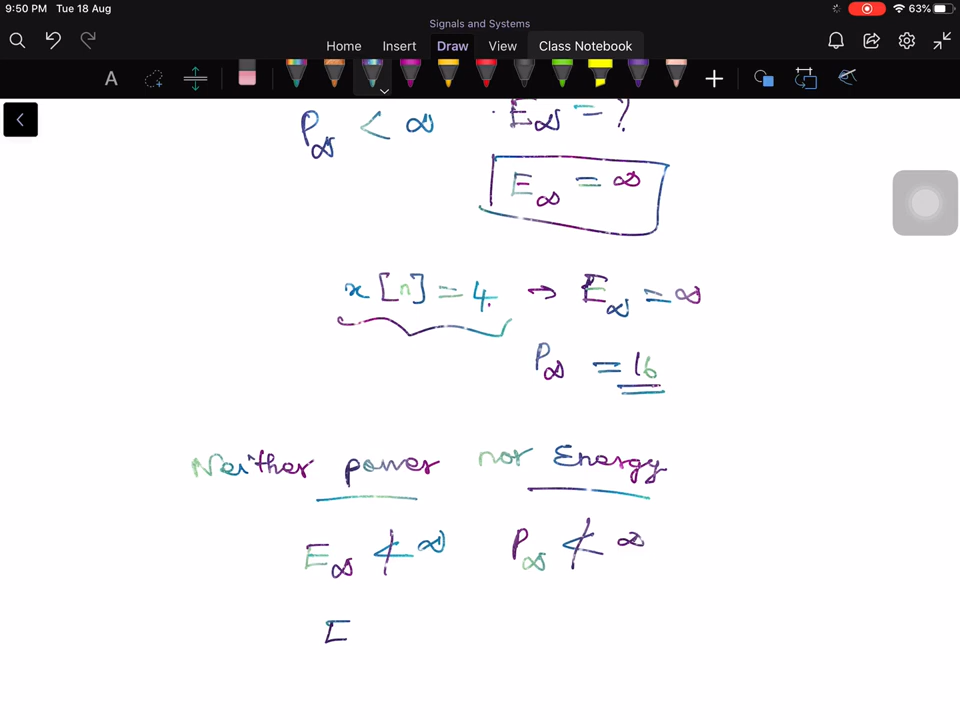 9:50 PM Tue 18 Aug
63%
Signals and Systems
Home Insert Draw View Class Notebook
A
P∞ < ∞ E∞ = ?
E∞ = ∞
x[n] = 4 → E∞ = ∞
P∞ = 16
Neither power nor Energy
E∞ ≮ ∞ P∞ ≮ ∞
E